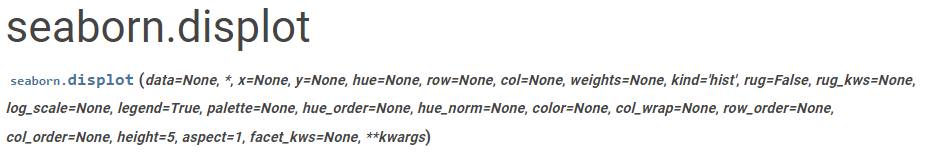 seaborn.displot
seaborn.displot (data=None, *, x=None, y=None, hue=None, row=None, col=None, weights=None, kind='hist', rug=False, rug_kws=None,
log_scale=None, legend=True, palette=None, hue_order=None, hue_norm=None, color=None, col_wrap=None, row_order=None,
col_order=None, height=5, aspect=1, facet_kws=None, **kwargs)